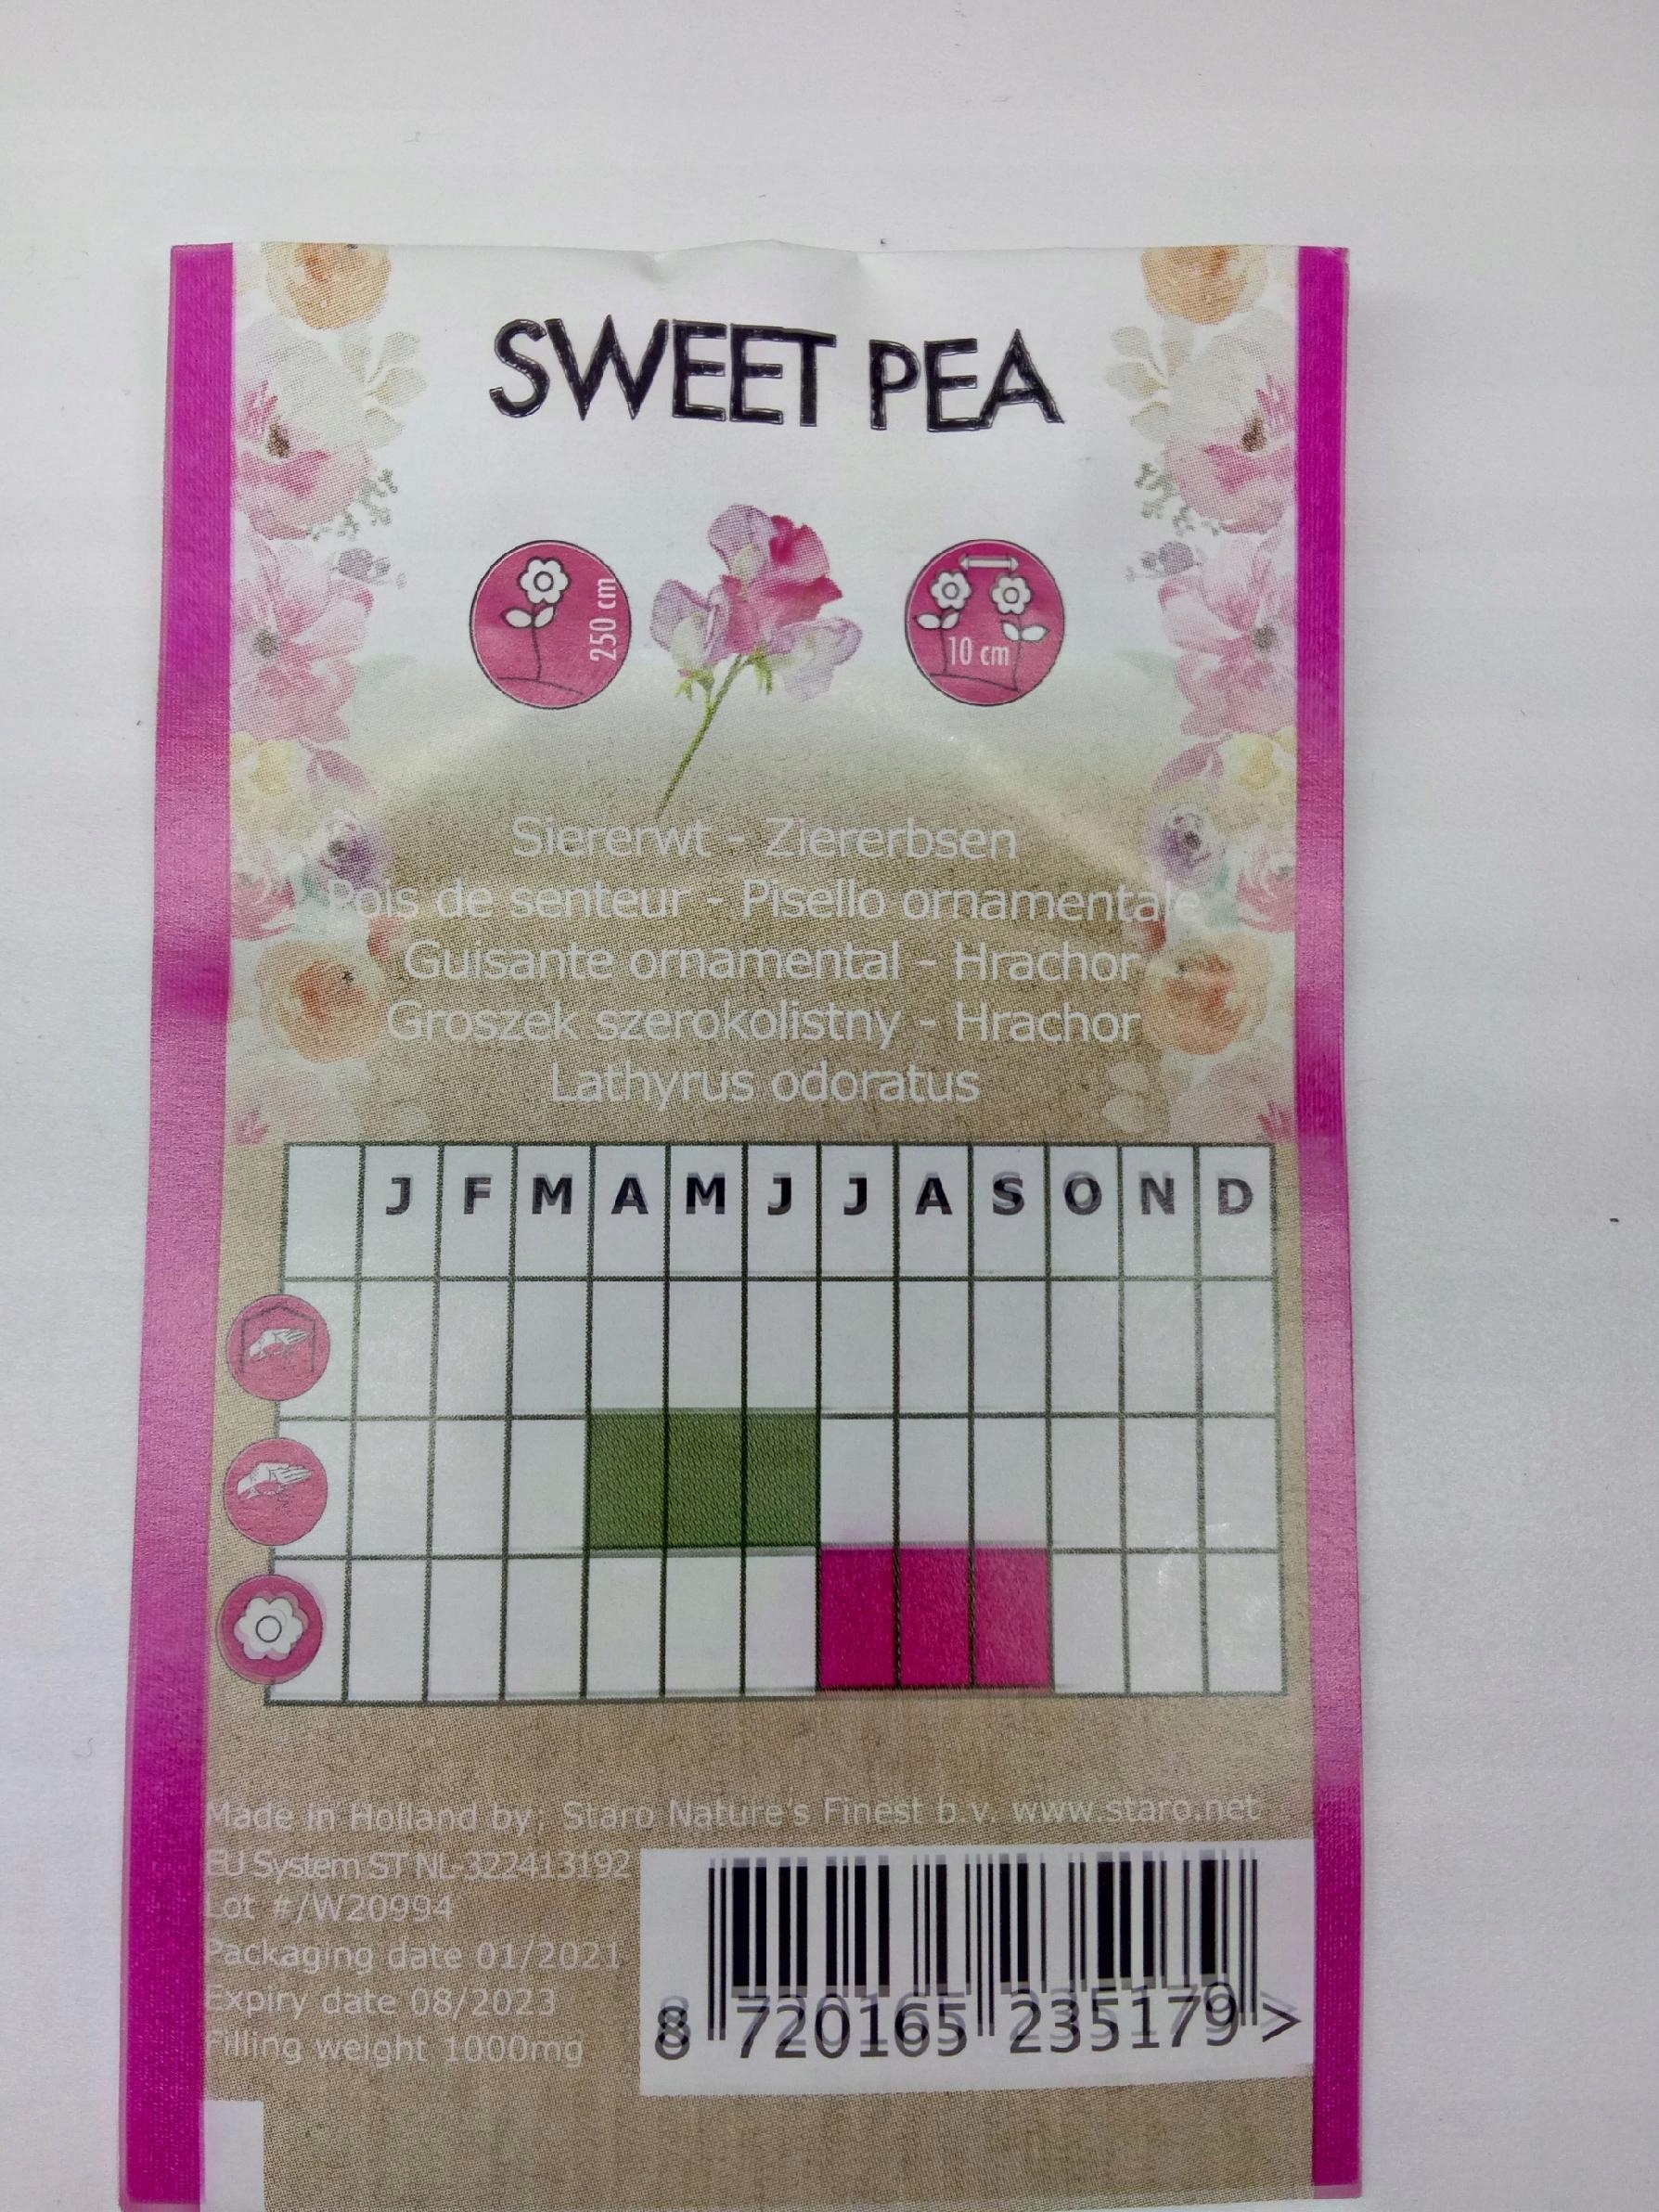 SWEET PEA
250 cm
10 cm
Siererwt - Ziererbsen
Pois de senteur - Pisello ornamentale
Guisante ornamental - Hrachor
Groszek szerokolistny - Hrachor
Lathyrus odoratus
J F M A M J J A S O N D
Made in Holland by; Staro Nature's Finest b.v. www.staro.net
EU System ST NL-322413192
Lot #/W20994
Packaging date 01/2021
Expiry date 08/2023
Filling weight 1000mg
8 720165 235179 >